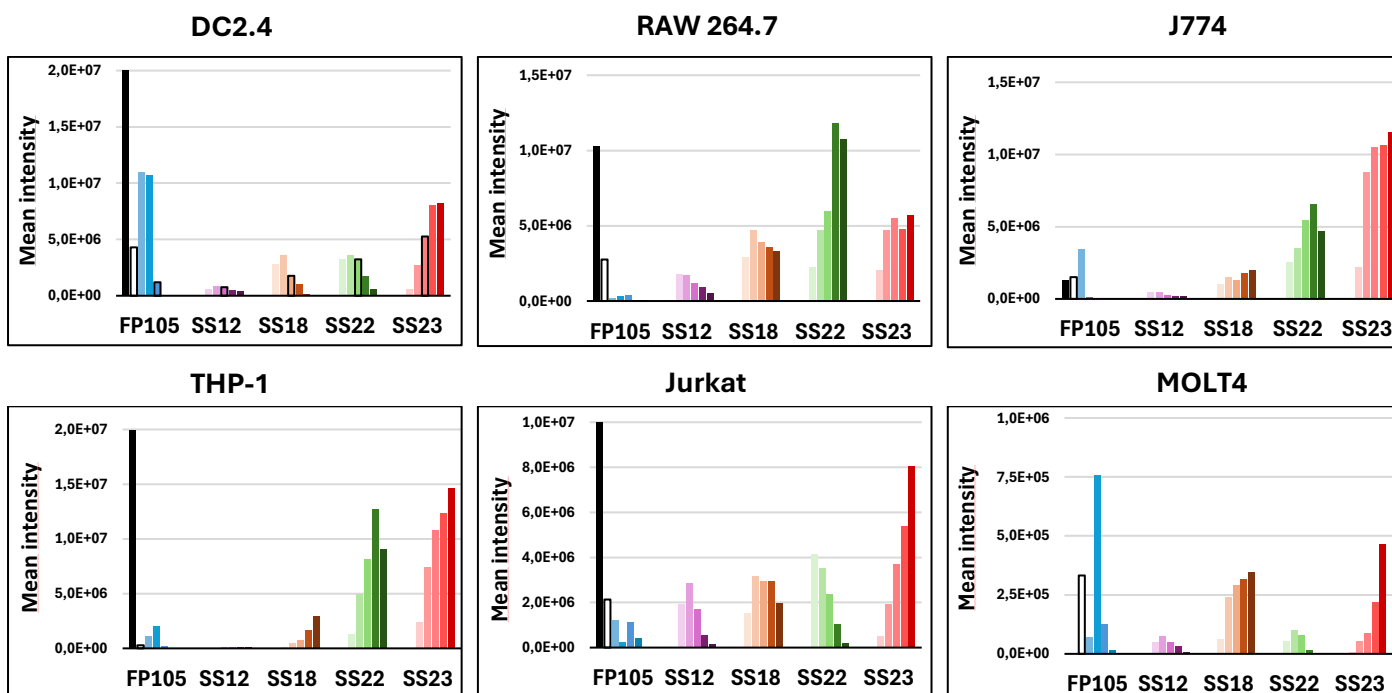 DC2.4
RAW 264.7
J774
Mean intensity
2,0E+07
1,5E+07
1,0E+07
5,0E+06
0,0E+00
FP105 SS12 SS18 SS22 SS23
Mean intensity
1,5E+07
1,0E+07
5,0E+06
0,0E+00
FP105 SS12 SS18 SS22 SS23
Mean intensity
1,5E+07
1,0E+07
5,0E+06
0,0E+00
FP105 SS12 SS18 SS22 SS23
THP-1
Jurkat
MOLT4
Mean intensity
2,0E+07
1,5E+07
1,0E+07
5,0E+06
0,0E+00
FP105 SS12 SS18 SS22 SS23
Mean intensity
1,0E+07
8,0E+06
6,0E+06
4,0E+06
2,0E+06
0,0E+00
FP105 SS12 SS18 SS22 SS23
Mean intensity
1,0E+06
7,5E+05
5,0E+05
2,5E+05
0,0E+00
FP105 SS12 SS18 SS22 SS23